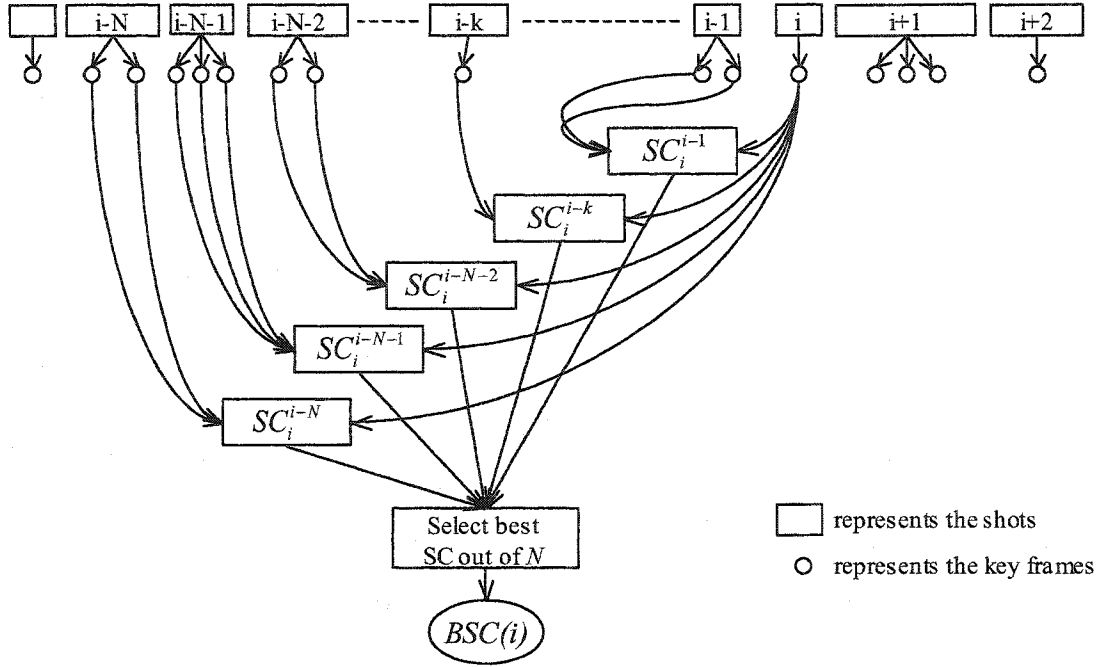 i-N i-N-1 i-N-2 i-k i-1 i i+1 i+2
SC_i^{i-1}
SC_i^{i-k}
SC_i^{i-N-2}
SC_i^{i-N-1}
SC_i^{i-N}
Select best
SC out of N
BSC(i)
represents the shots
represents the key frames